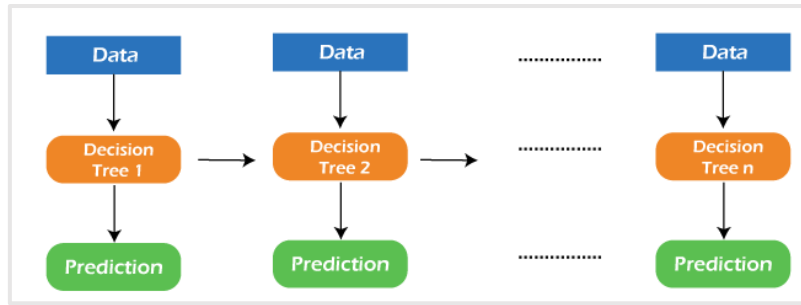 Data
Data
................
Data
Decision
Tree 1
Decision
Tree 2
................
Decision
Tree n
Prediction
Prediction
................
Prediction